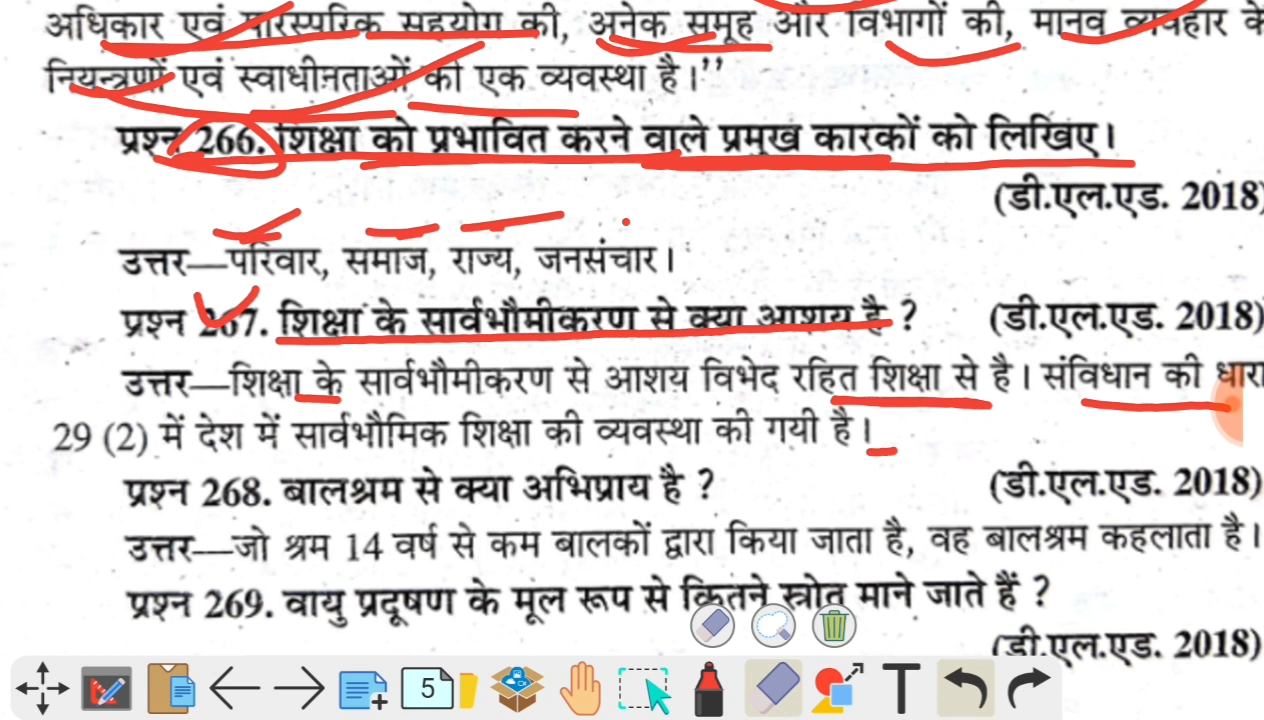 अधिकार एवं पारस्परिक सहयोग की, अनेक समूह और विभागों की, मानव व्यवहार के
नियन्त्रणों एवं स्वाधीनताओं की एक व्यवस्था है।’’
प्रश्न 266. शिक्षा को प्रभावित करने वाले प्रमुख कारकों को लिखिए।
(डी.एल.एड. 2018)
उत्तर—परिवार, समाज, राज्य, जनसंचार।
प्रश्न 267. शिक्षा के सार्वभौमीकरण से क्या आशय है ? (डी.एल.एड. 2018)
उत्तर—शिक्षा के सार्वभौमीकरण से आशय विभेद रहित शिक्षा से है। संविधान की धारा
29 (2) में देश में सार्वभौमिक शिक्षा की व्यवस्था की गयी है।
प्रश्न 268. बालश्रम से क्या अभिप्राय है ? (डी.एल.एड. 2018)
उत्तर—जो श्रम 14 वर्ष से कम बालकों द्वारा किया जाता है, वह बालश्रम कहलाता है।
प्रश्न 269. वायु प्रदूषण के मूल रूप से कितने स्त्रोत माने जाते हैं ?
(डी.एल.एड. 2018)
5 T